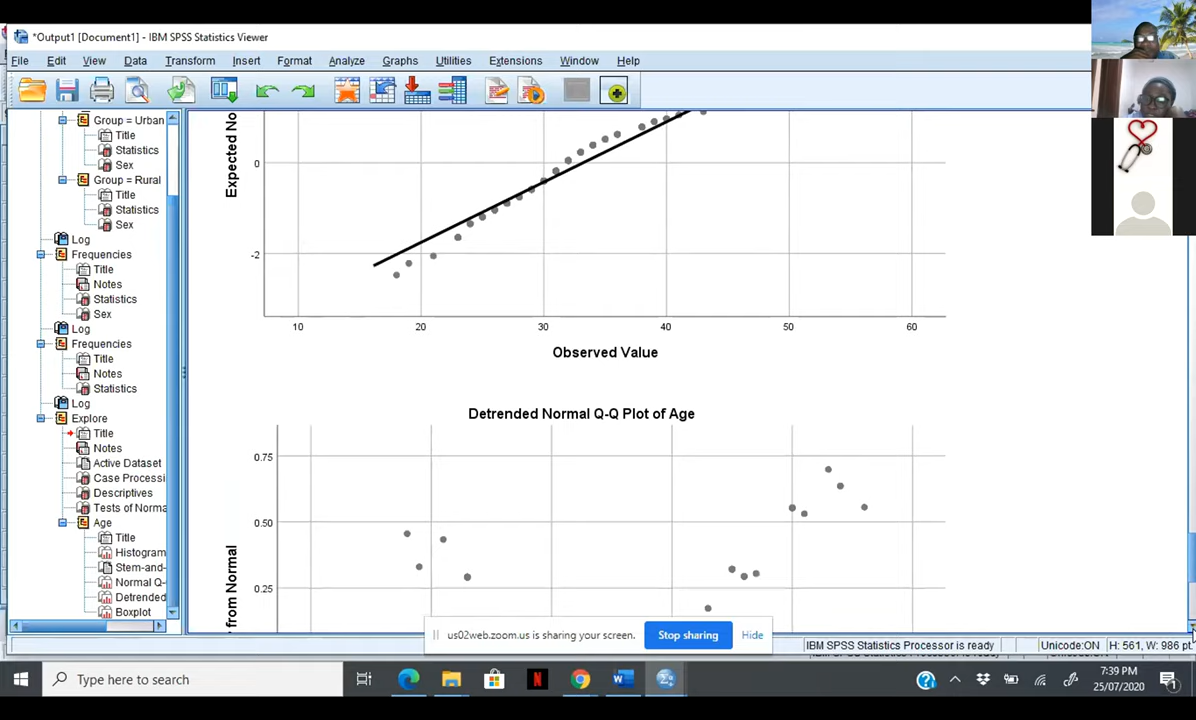 *Output1 [Document1] - IBM SPSS Statistics Viewer
File Edit View Data Transform Insert Format Analyze Graphs Utilities Extensions Window Help
Group = Urban
Title
Statistics
Sex
Group = Rural
Title
Statistics
Sex
Log
Frequencies
Title
Notes
Statistics
Sex
Log
Frequencies
Title
Notes
Statistics
Log
Explore
Title
Notes
Active Dataset
Case Processi
Descriptives
Tests of Norma
Age
Title
Histogram
Stem-and-
Normal Q-
Detrended
Boxplot
Expected No
0
-2
10 20 30 40 50 60
Observed Value
Detrended Normal Q-Q Plot of Age
from Normal
0.75
0.50
0.25
us02web.zoom.us is sharing your screen. Stop sharing Hide
IBM SPSS Statistics Processor is ready Unicode:ON H: 561, W: 986 pt.
Type here to search
7:39 PM
25/07/2020